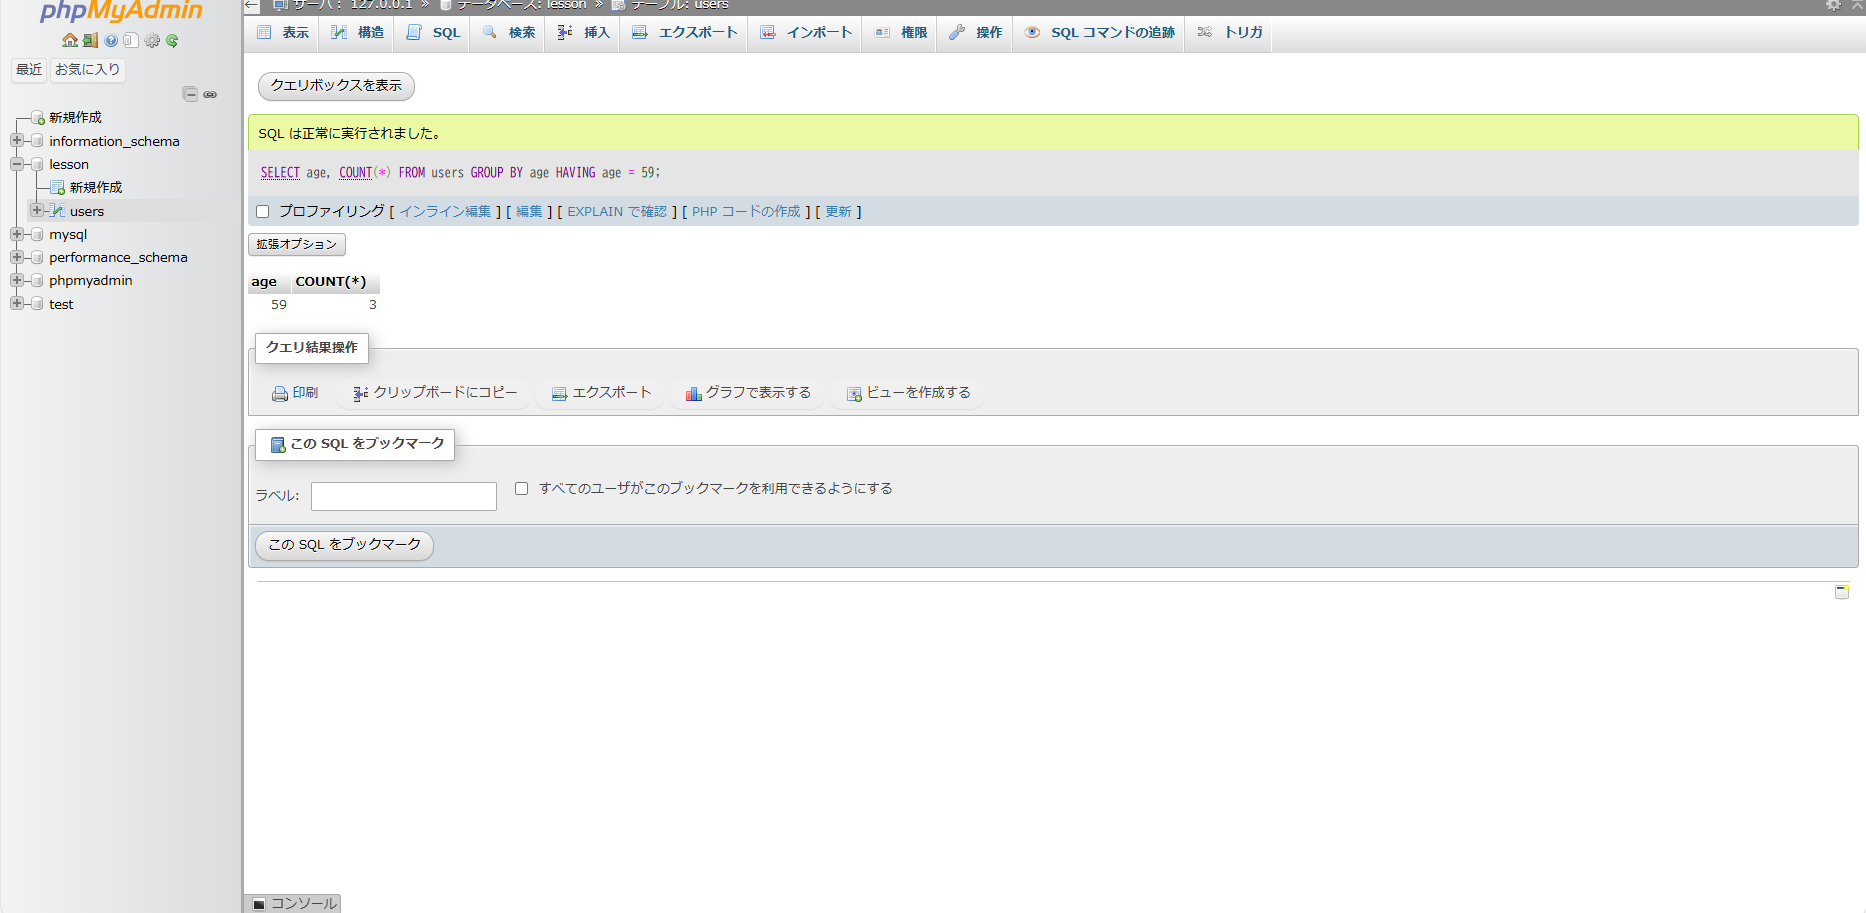 phpMyAdmin
最近 お気に入り
新規作成
information_schema
lesson
新規作成
users
mysql
performance_schema
phpmyadmin
test
サーバ: 127.0.0.1 » データベース: lesson » テーブル: users
表示 構造 SQL 検索 挿入 エクスポート インポート 権限 操作 SQL コマンドの追跡 トリガ
クエリボックスを表示
SQL は正常に実行されました。
SELECT age, COUNT(*) FROM users GROUP BY age HAVING age = 59;
プロファイリング [ インライン編集 ] [ 編集 ] [ EXPLAIN で確認 ] [ PHP コードの作成 ] [ 更新 ]
拡張オプション
age COUNT(*)
59 3
クエリ結果操作
印刷 クリップボードにコピー エクスポート グラフで表示する ビューを作成する
この SQL をブックマーク
ラベル: すべてのユーザがこのブックマークを利用できるようにする
この SQL をブックマーク
コンソール